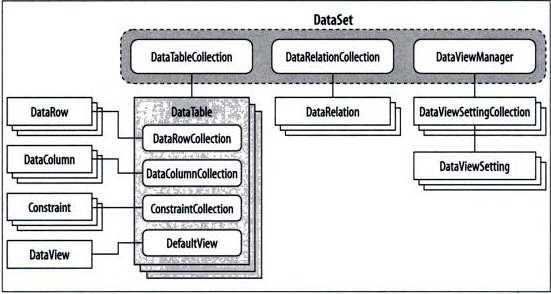 DataSet
DataTableCollection DataRelationCollection DataViewManager
DataRow DataTable DataRelation DataViewSettingCollection
DataRowCollection
DataColumn DataColumnCollection DataViewSetting
Constraint ConstraintCollection
DataView DefaultView